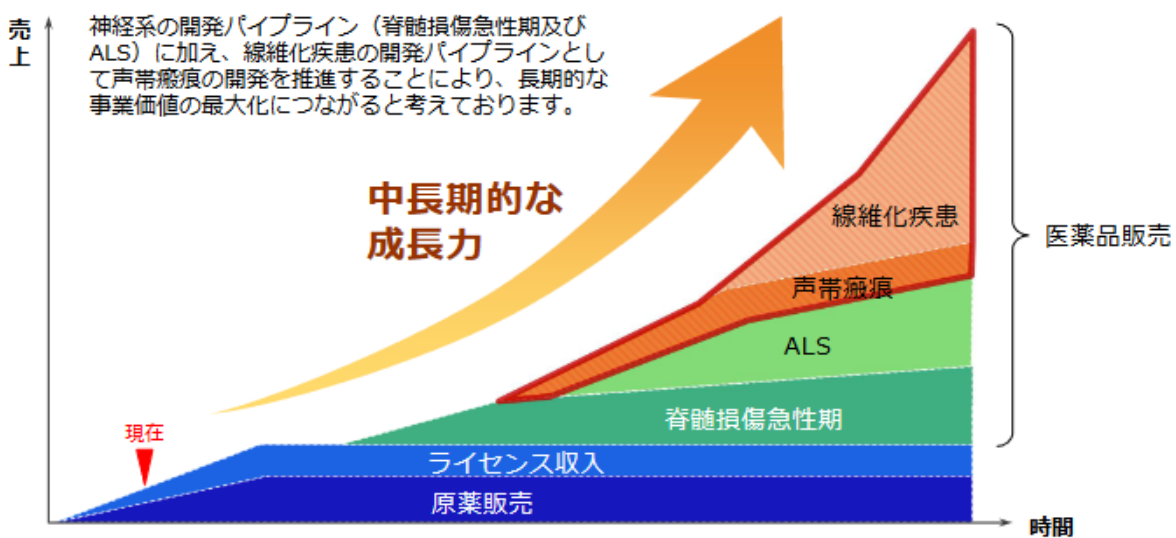 売上
神経系の開発パイプライン（脊髄損傷急性期及び
ALS）に加え、線維化疾患の開発パイプラインとし
て声帯瘢痕の開発を推進することにより、長期的な
事業価値の最大化につながると考えております。
中長期的な
成長力
線維化疾患
医薬品販売
声帯瘢痕
ALS
脊髄損傷急性期
現在
ライセンス収入
原薬販売
時間